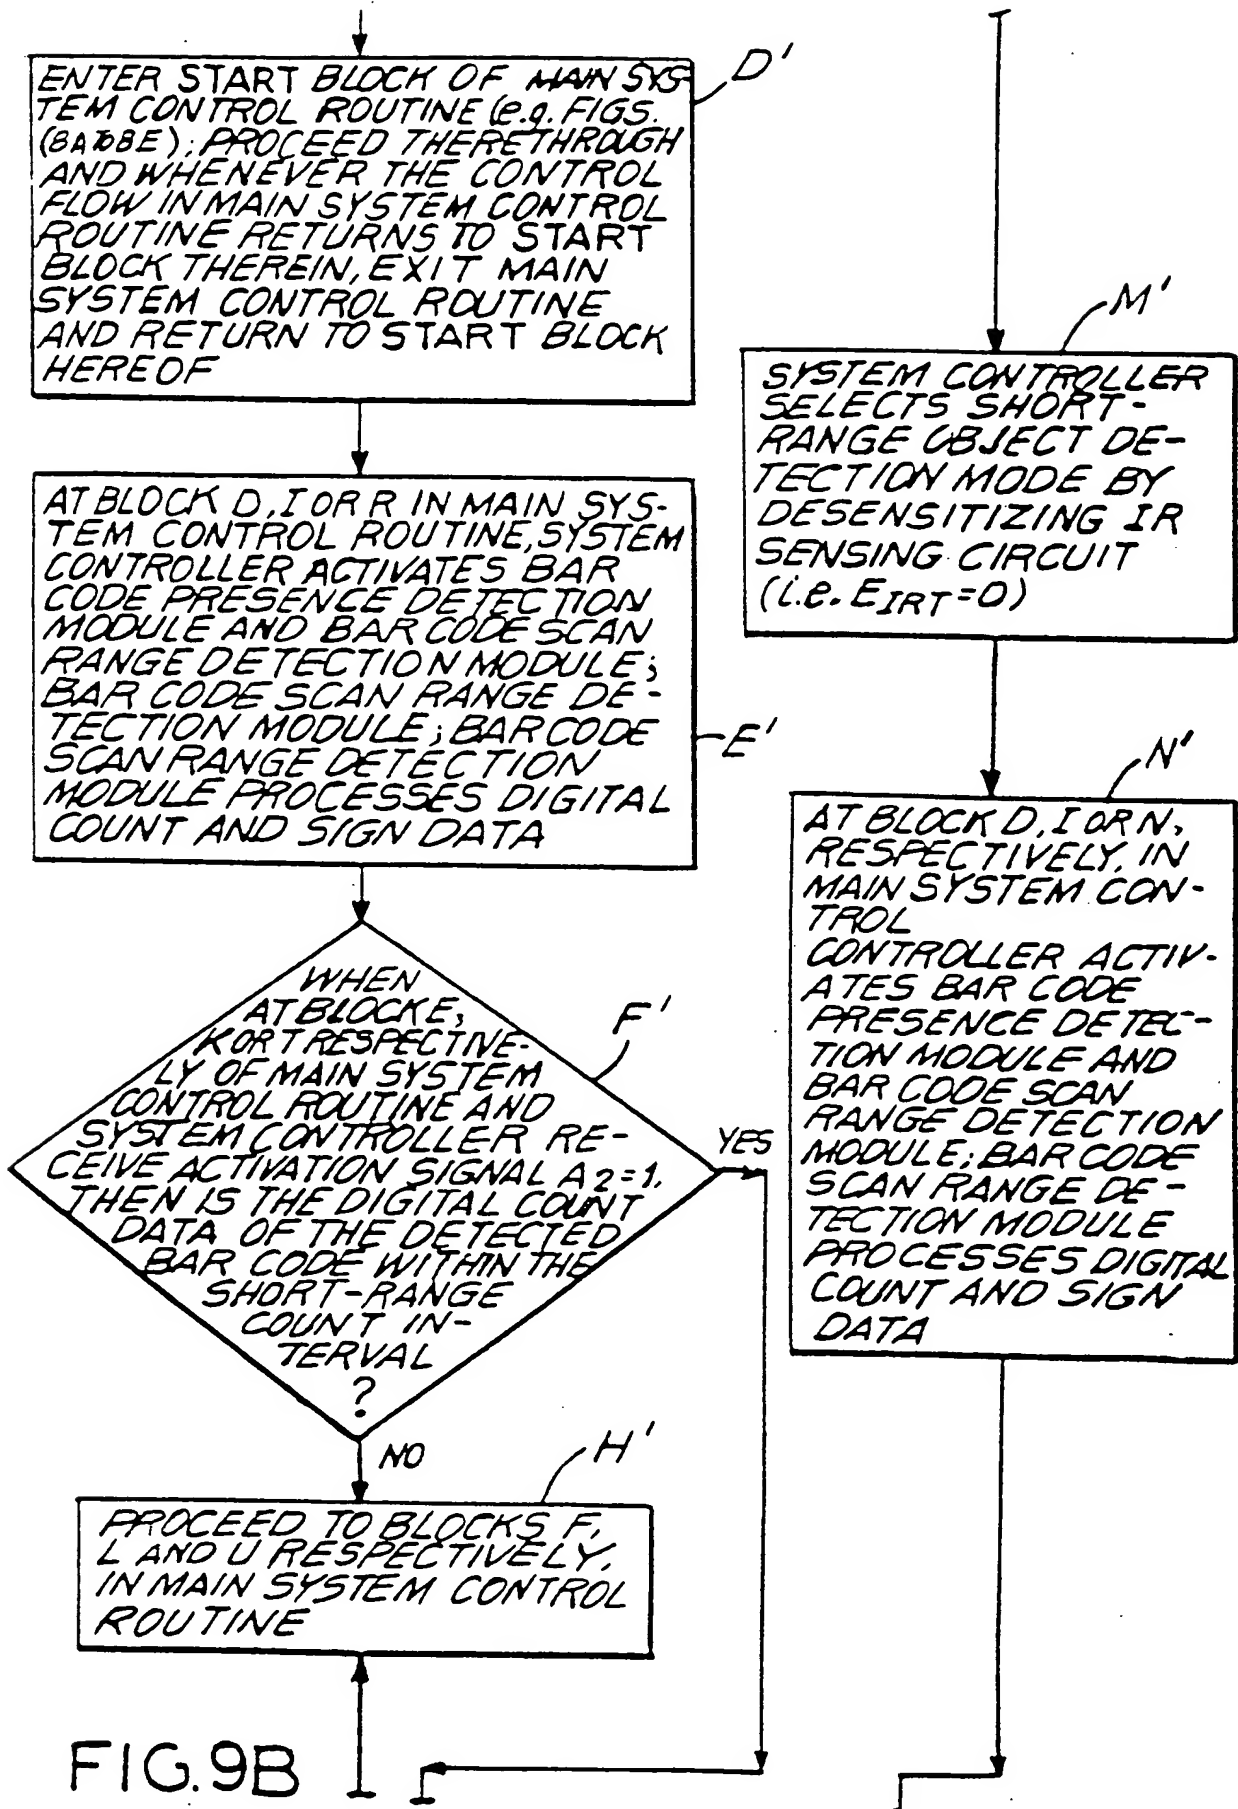 D'
ENTER START BLOCK OF MAIN SYS-
TEM CONTROL ROUTINE (e.g. FIGS.
(8A TO 8E); PROCEED THERETHROUGH
AND WHENEVER THE CONTROL
FLOW IN MAIN SYSTEM CONTROL
ROUTINE RETURNS TO START
BLOCK THEREIN, EXIT MAIN
SYSTEM CONTROL ROUTINE
AND RETURN TO START BLOCK
HEREOF
E'
AT BLOCK D, I OR R IN MAIN SYS-
TEM CONTROL ROUTINE, SYSTEM
CONTROLLER ACTIVATES BAR
CODE PRESENCE DETECTION
MODULE AND BAR CODE SCAN
RANGE DETECTION MODULE;
BAR CODE SCAN RANGE DE-
TECTION MODULE; BAR CODE
SCAN RANGE DETECTION
MODULE PROCESSES DIGITAL
COUNT AND SIGN DATA
F'
WHEN
AT BLOCK E,
K OR T RESPECTIVE-
LY OF MAIN SYSTEM
CONTROL ROUTINE AND
SYSTEM CONTROLLER RE-
CEIVE ACTIVATION SIGNAL A2=1,
THEN IS THE DIGITAL COUNT
DATA OF THE DETECTED
BAR CODE WITHIN THE
SHORT-RANGE
COUNT IN-
TERVAL
?
YES
NO
H'
PROCEED TO BLOCKS F,
L AND U RESPECTIVELY,
IN MAIN SYSTEM CONTROL
ROUTINE
M'
SYSTEM CONTROLLER
SELECTS SHORT-
RANGE OBJECT DE-
TECTION MODE BY
DESENSITIZING IR
SENSING CIRCUIT
(i.e. EIRT=0)
N'
AT BLOCK D, I OR N,
RESPECTIVELY, IN
MAIN SYSTEM CON-
TROL
CONTROLLER ACTIV-
ATES BAR CODE
PRESENCE DETEC-
TION MODULE AND
BAR CODE SCAN
RANGE DETECTION
MODULE; BAR CODE
SCAN RANGE DE-
TECTION MODULE
PROCESSES DIGITAL
COUNT AND SIGN
DATA
FIG. 9B